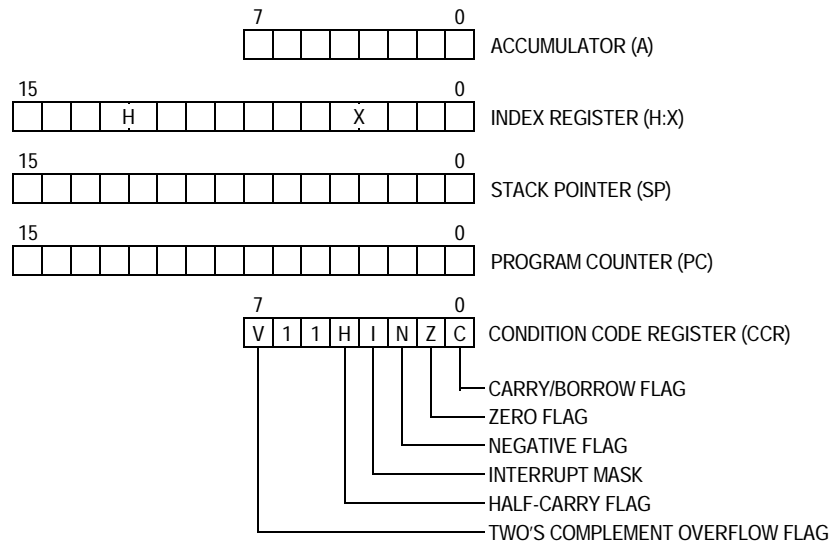 7 0
ACCUMULATOR (A)
15 0
H X INDEX REGISTER (H:X)
15 0
STACK POINTER (SP)
15 0
PROGRAM COUNTER (PC)
7 0
V 1 1 H I N Z C CONDITION CODE REGISTER (CCR)
CARRY/BORROW FLAG
ZERO FLAG
NEGATIVE FLAG
INTERRUPT MASK
HALF-CARRY FLAG
TWO'S COMPLEMENT OVERFLOW FLAG